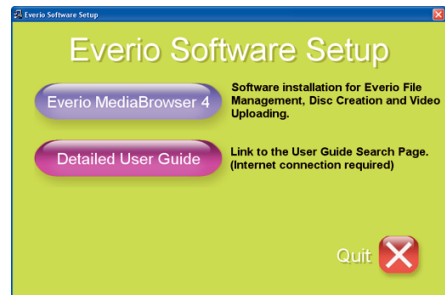 Everio Software Setup
Everio Software Setup
Everio MediaBrowser 4
Software installation for Everio File
Management, Disc Creation and Video
Uploading.
Detailed User Guide
Link to the User Guide Search Page.
(Internet connection required)
Quit